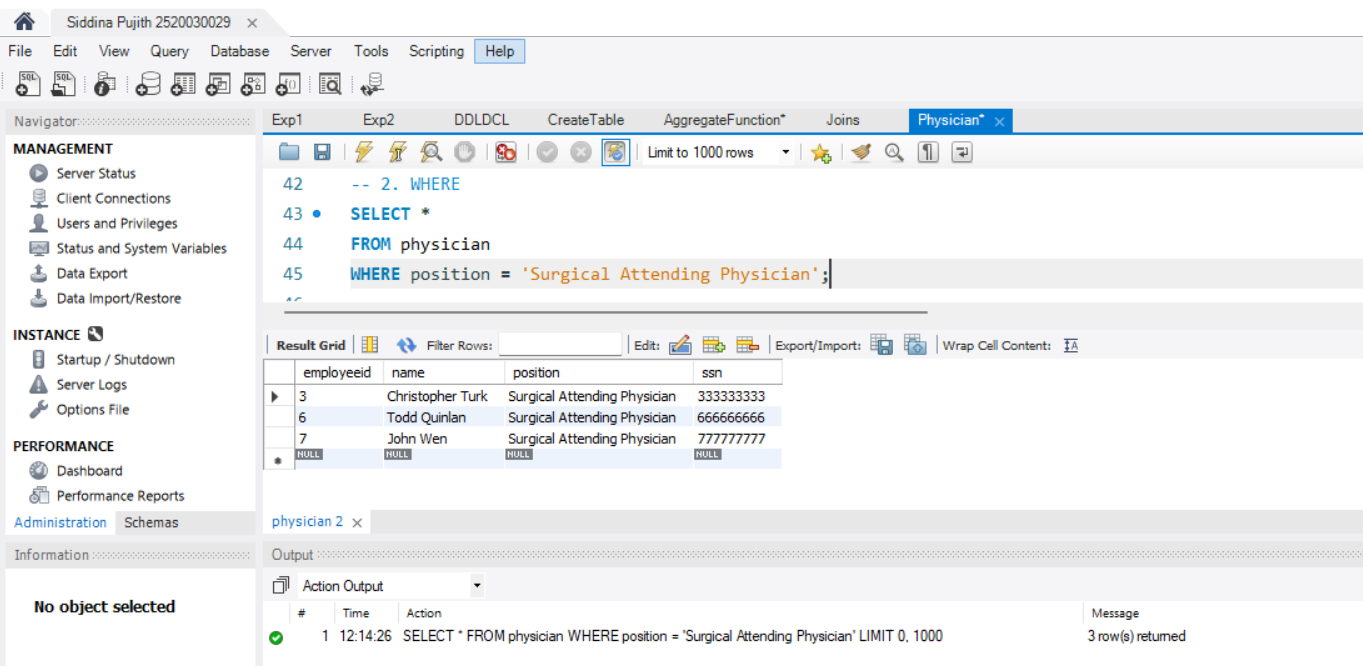 Siddina Pujith 2520030029
File Edit View Query Database Server Tools Scripting Help
Navigator
MANAGEMENT
Server Status
Client Connections
Users and Privileges
Status and System Variables
Data Export
Data Import/Restore
INSTANCE
Startup / Shutdown
Server Logs
Options File
PERFORMANCE
Dashboard
Performance Reports
Administration Schemas
Information
No object selected
Exp1 Exp2 DDLDCL CreateTable AggregateFunction* Joins Physician*
Limit to 1000 rows
42 -- 2. WHERE
43 SELECT *
44 FROM physician
45 WHERE position = 'Surgical Attending Physician';
Result Grid Filter Rows: Edit: Export/Import: Wrap Cell Content:
employeeid name position ssn
3 Christopher Turk Surgical Attending Physician 333333333
6 Todd Quinlan Surgical Attending Physician 666666666
7 John Wen Surgical Attending Physician 777777777
NULL NULL NULL NULL
physician 2
Output
Action Output
# Time Action Message
1 12:14:26 SELECT * FROM physician WHERE position = 'Surgical Attending Physician' LIMIT 0, 1000 3 row(s) returned